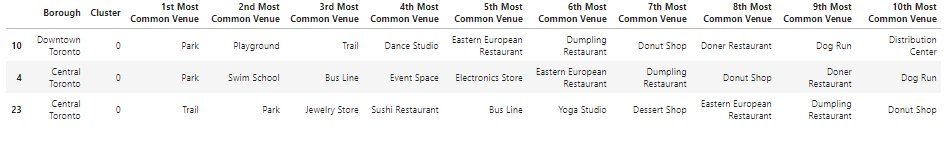 Borough Cluster 1st Most Common Venue 2nd Most Common Venue 3rd Most Common Venue 4th Most Common Venue 5th Most Common Venue 6th Most Common Venue 7th Most Common Venue 8th Most Common Venue 9th Most Common Venue 10th Most Common Venue
10 Downtown Toronto 0 Park Playground Trail Dance Studio Eastern European Restaurant Dumpling Restaurant Donut Shop Doner Restaurant Dog Run Distribution Center
4 Central Toronto 0 Park Swim School Bus Line Event Space Electronics Store Eastern European Restaurant Dumpling Restaurant Donut Shop Doner Restaurant Dog Run
23 Central Toronto 0 Trail Park Jewelry Store Sushi Restaurant Bus Line Yoga Studio Dessert Shop Eastern European Restaurant Dumpling Restaurant Donut Shop